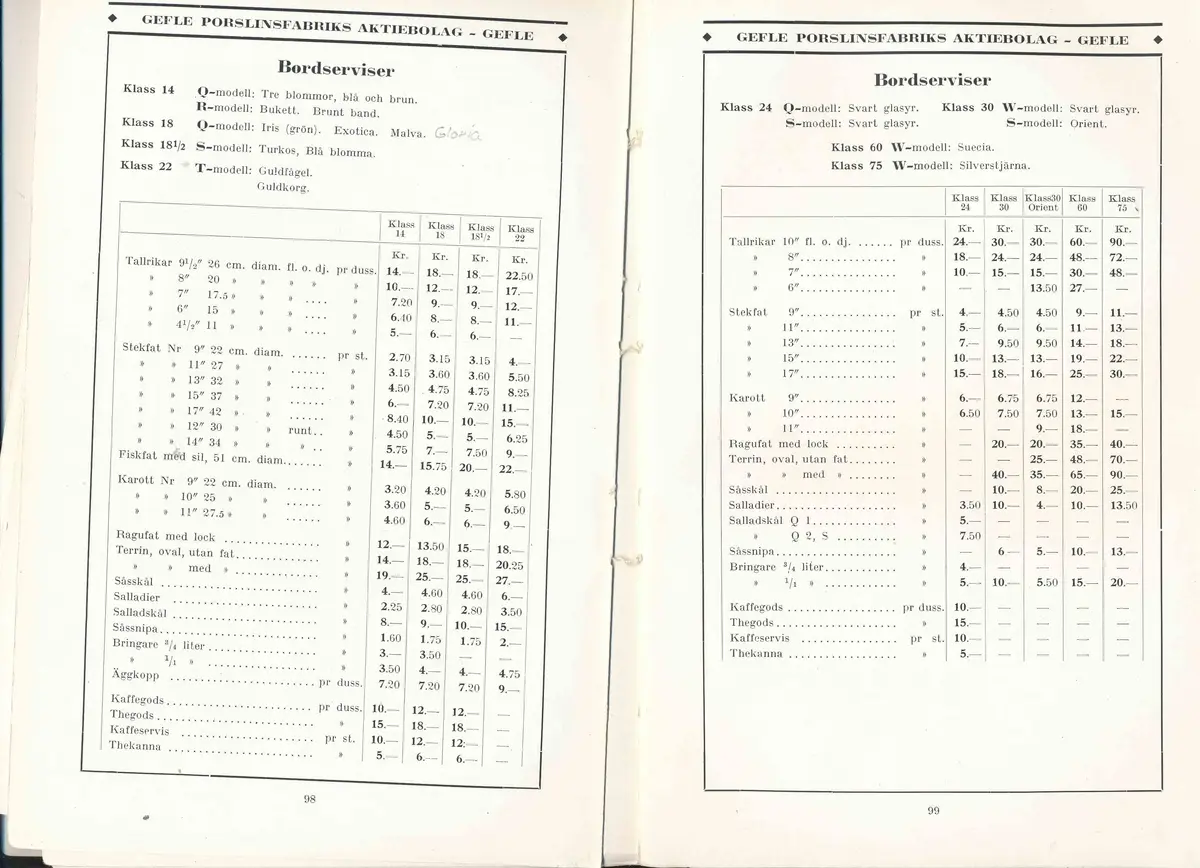 GEFLE PORSLINSFABRIKS AKTIEBOLAG - GEFLE
Bordserviser
Klass 14 Q-modell: Tre blommor, blå och brun.
R-modell: Bukett. Brunt band.
Klass 18 Q-modell: Iris (grön). Exotica. Malva. Gloria
Klass 18½ S-modell: Turkos, Blå blomma.
Klass 22 T-modell: Guldfågel.
Guldkorg.
Klass 14 Klass 18 Klass 18½ Klass 22
Kr. Kr. Kr. Kr.
Tallrikar 9½" 26 cm. diam. fl. o. dj. pr duss. 14.— 18.— 18.— 22.50
» 8" 20 » » » » » 10.— 12.— 12.— 17.—
» 7" 17.5 » » » .... » 7.20 9.— 9.— 12.—
» 6" 15 » » » .... » 6.40 8.— 8.— 11.—
» 4½" 11 » » » .... » 5.— 6.— 6.— —
Stekfat Nr 9" 22 cm. diam. ...... pr st. 2.70 3.15 3.15 4.—
» » 11" 27 » » ...... » 3.15 3.60 3.60 5.50
» » 13" 32 » » ...... » 4.50 4.75 4.75 8.25
» » 15" 37 » » ...... » 6.— 7.20 7.20 11.—
» » 17" 42 » » ...... » 8.40 10.— 10.— 15.—
» » 12" 30 » » runt.. » 4.50 5.— 5.— 6.25
» » 14" 34 » » » .. » 5.75 7.— 7.50 9.—
Fiskfat med sil, 51 cm. diam....... » 14.— 15.75 20.— 22.—
Karott Nr 9" 22 cm. diam. ...... » 3.20 4.20 4.20 5.80
» » 10" 25 » » ...... » 3.60 5.— 5.— 6.50
» » 11" 27.5 » » ...... » 4.60 6.— 6.— 9.—
Ragufat med lock ................ » 12.— 13.50 15.— 18.—
Terrin, oval, utan fat.............. » 14.— 18.— 18.— 20.25
» » med » .............. » 19.— 25.— 25.— 27.—
Såsskål ........................ » 4.— 4.60 4.60 6.—
Salladier ........................ » 2.25 2.80 2.80 3.50
Salladskål ...................... » 8.— 9.— 10.— 15.—
Såssnipa........................ » 1.60 1.75 1.75 2.—
Bringare ¾ liter.................. » 3.— 3.50 — —
» ¹/₁ » .................. » 3.50 4.— 4.— 4.75
Äggkopp ........................ pr duss. 7.20 7.20 7.20 9.—
Kaffegods........................ pr duss. 10.— 12.— 12.— —
Thegods.......................... » 15.— 18.— 18.— —
Kaffeservis ...................... pr st. 10.— 12.— 12.— —
Thekanna ........................ » 5.— 6.— 6.— —
98
GEFLE PORSLINSFABRIKS AKTIEBOLAG - GEFLE
Bordserviser
Klass 24 Q-modell: Svart glasyr. Klass 30 W-modell: Svart glasyr.
S-modell: Svart glasyr. S-modell: Orient.
Klass 60 W-modell: Suecia.
Klass 75 W-modell: Silverstjärna.
Klass 24 Klass 30 Klass30 Orient Klass 60 Klass 75
Kr. Kr. Kr. Kr. Kr.
Tallrikar 10" fl. o. dj. ...... pr duss. 24.— 30.— 30.— 60.— 90.—
» 8"................ » 18.— 24.— 24.— 48.— 72.—
» 7"................ » 10.— 15.— 15.— 30.— 48.—
» 6"................ » — — 13.50 27.— —
Stekfat 9"................ pr st. 4.— 4.50 4.50 9.— 11.—
» 11"................ » 5.— 6.— 6.— 11.— 13.—
» 13"................ » 7.— 9.50 9.50 14.— 18.—
» 15"................ » 10.— 13.— 13.— 19.— 22.—
» 17"................ » 15.— 18.— 16.— 25.— 30.—
Karott 9"................ » 6.— 6.75 6.75 12.— —
» 10"................ » 6.50 7.50 7.50 13.— 15.—
» 11"................ » — — 9.— 18.— —
Ragufat med lock .......... » — 20.— 20.— 35.— 40.—
Terrin, oval, utan fat........ » — — 25.— 48.— 70.—
» » med » ........ » — 40.— 35.— 65.— 90.—
Såsskål .................... » — 10.— 8.— 20.— 25.—
Salladier.................... » 3.50 10.— 4.— 10.— 13.50
Salladskål Q 1.............. » 5.— — — — —
» Q 2, S .......... » 7.50 — — — —
Såssnipa.................... » — 6— 5.— 10.— 13.—
Bringare ¾ liter............ » 4.— — — — —
» ¹/₁ » ............ » 5.— 10.— 5.50 15.— 20.—
Kaffegods .................. pr duss. 10.— — — — —
Thegods.................... » 15.— — — — —
Kaffeservis ................ pr st. 10.— — — — —
Thekanna .................. » 5.— — — — —
99